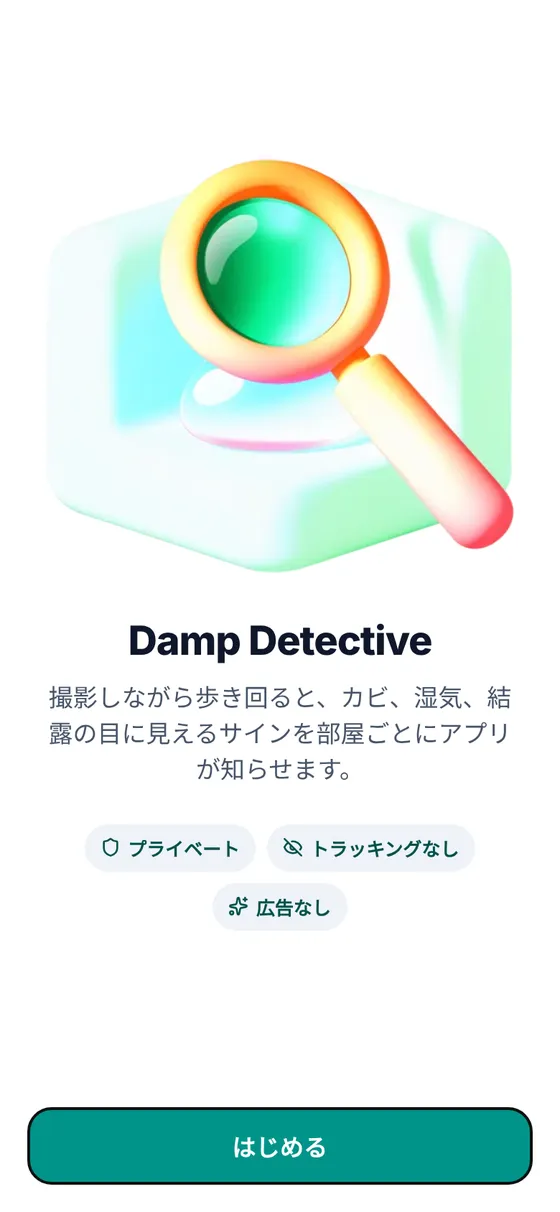 Damp Detective
撮影しながら歩き回ると、カビ、湿気、結
露の目に見えるサインを部屋ごとにアプリ
が知らせます。
プライベート
トラッキングなし
広告なし
はじめる